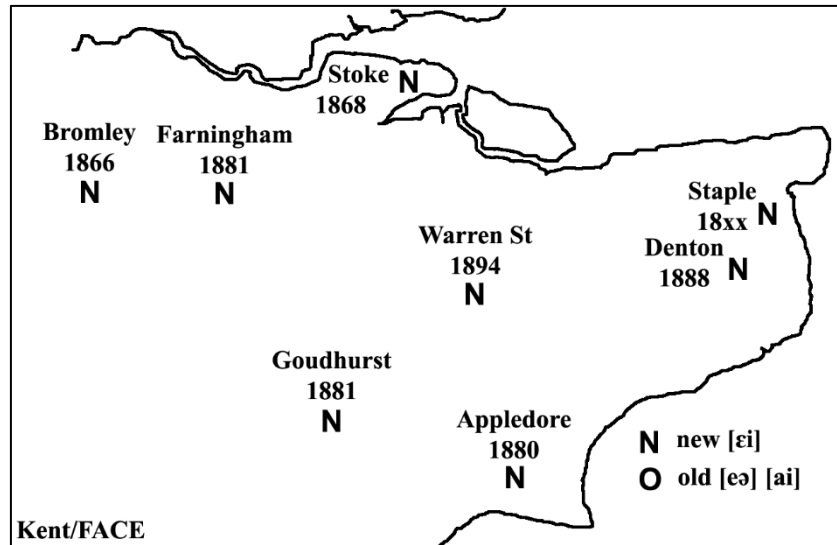 Stoke
1868
N
Bromley
1866
N
Farningham
1881
N
Staple
18xx
N
Warren St
1894
N
Denton
1888
N
Goudhurst
1881
N
Appledore
1880
N
N new [ɛi]
O old [eə] [ai]
Kent/FACE